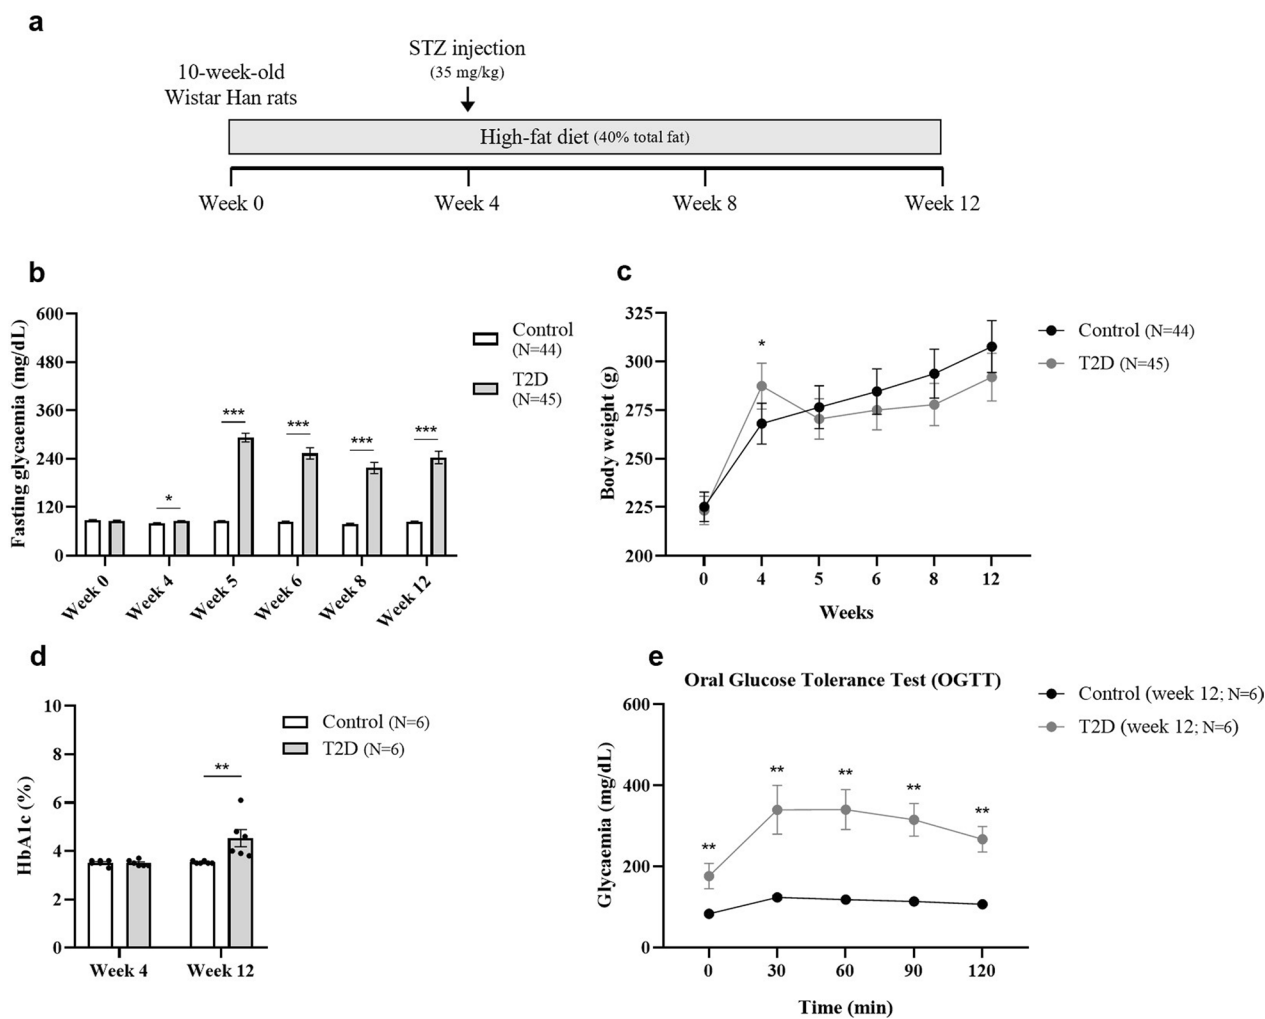 a
STZ injection
(35 mg/kg)
10-week-old
Wistar Han rats
High-fat diet (40% total fat)
Week 0
Week 4
Week 8
Week 12
b
Fasting glycaemia (mg/dL)
600
480
360
240
120
0
*
***
***
***
***
Week 0
Week 4
Week 5
Week 6
Week 8
Week 12
Control
(N=44)
T2D
(N=45)
c
Body weight (g)
325
300
275
250
225
200
*
0
4
5
6
8
12
Weeks
Control (N=44)
T2D (N=45)
d
HbA1c (%)
10
8
6
4
2
0
**
Week 4
Week 12
Control (N=6)
T2D (N=6)
e
Oral Glucose Tolerance Test (OGTT)
Glycaemia (mg/dL)
600
400
200
0
**
**
**
**
**
0
30
60
90
120
Time (min)
Control (week 12; N=6)
T2D (week 12; N=6)